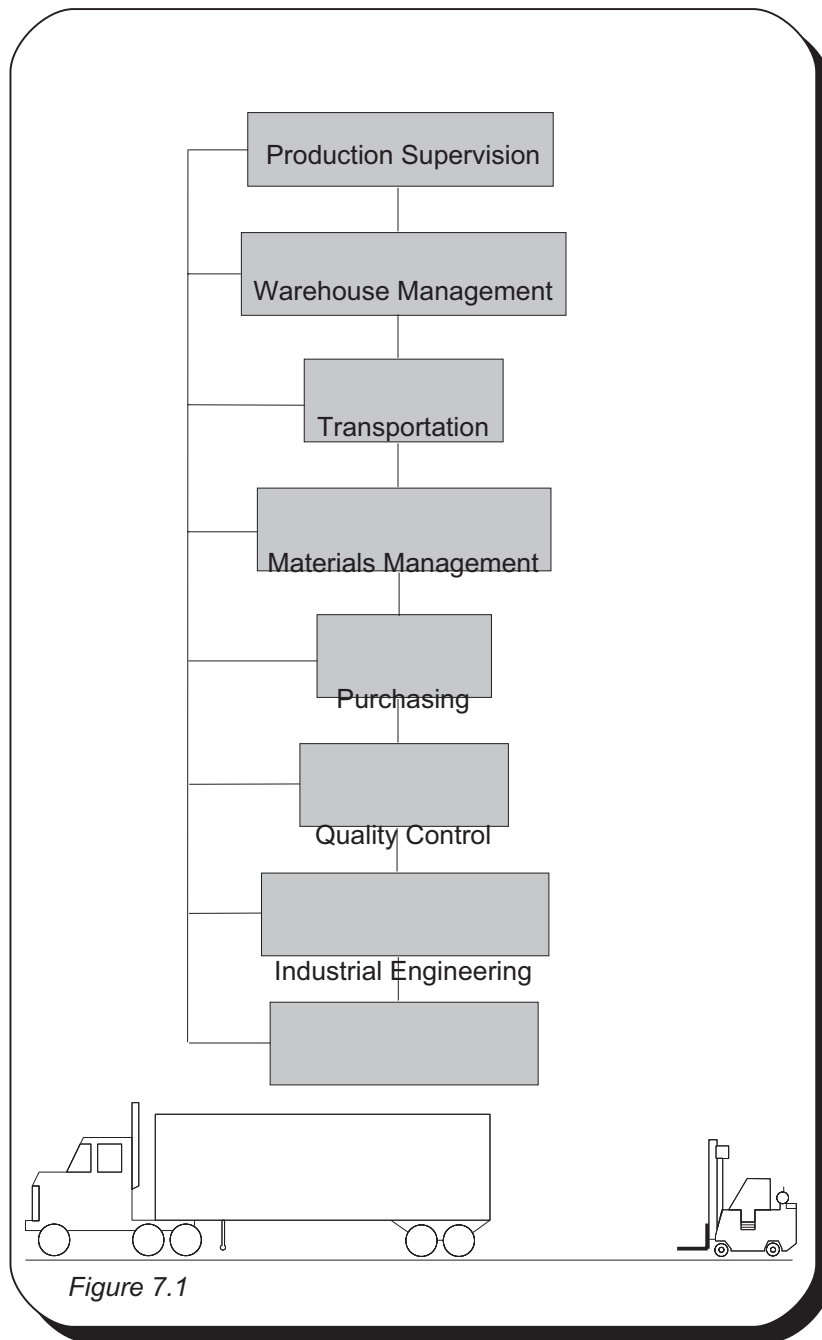 Production Supervision
Warehouse Management
Transportation
Materials Management
Purchasing
Quality Control
Industrial Engineering
Figure 7.1